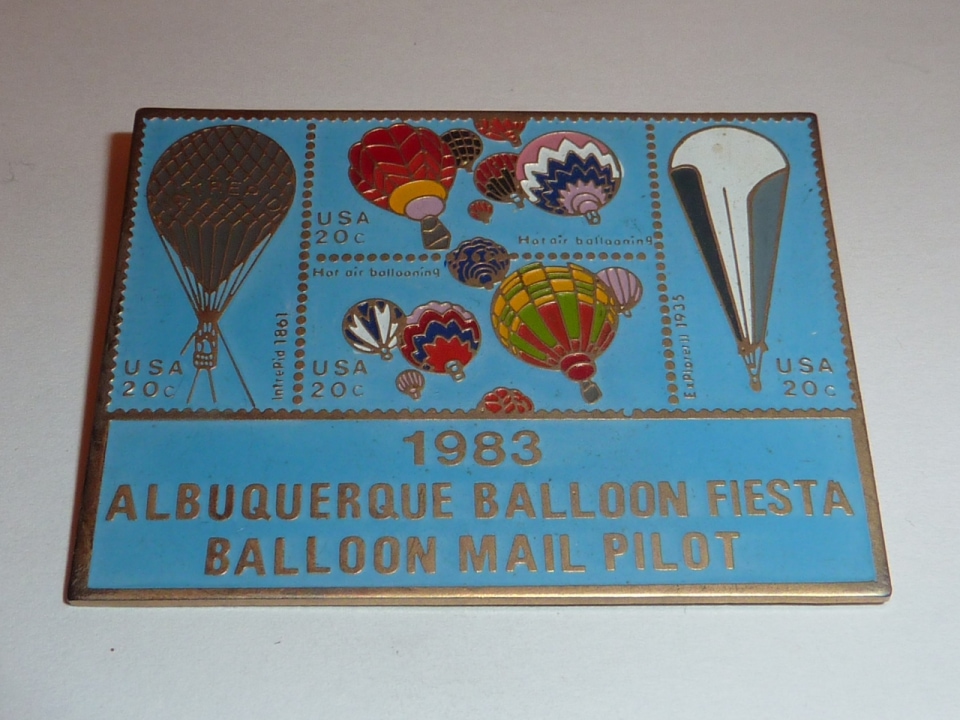 INTREPID
Intrepid 1861
USA
20c
USA
20c
Hot air ballooning
Hot air ballooning
USA
20c
Explorer II 1935
USA
20c
1983
ALBUQUERQUE BALLOON FIESTA
BALLOON MAIL PILOT